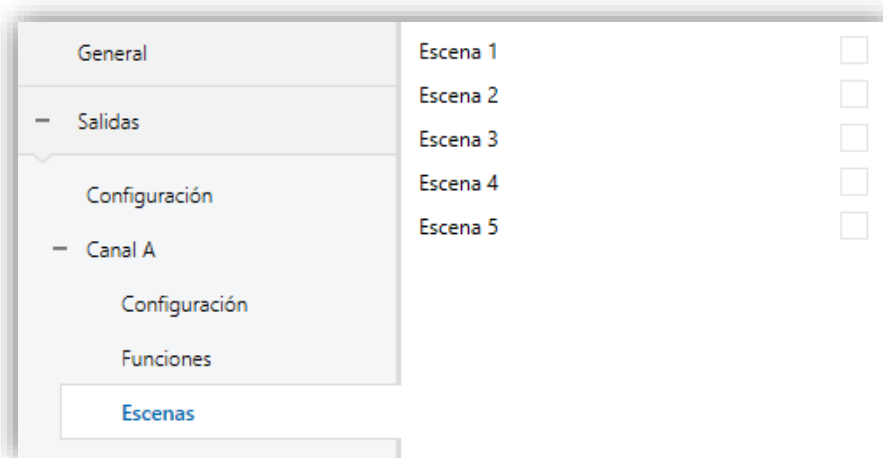 General
− Salidas
Configuración
− Canal A
Configuración
Funciones
Escenas
Escena 1
Escena 2
Escena 3
Escena 4
Escena 5